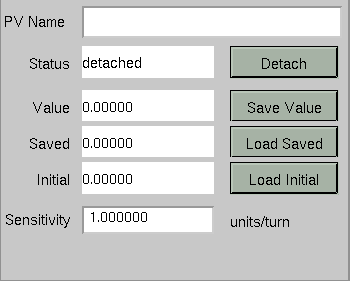 PV Name
Status detached Detach
Value 0.00000 Save Value
Saved 0.00000 Load Saved
Initial 0.00000 Load Initial
Sensitivity 1.000000 units/turn